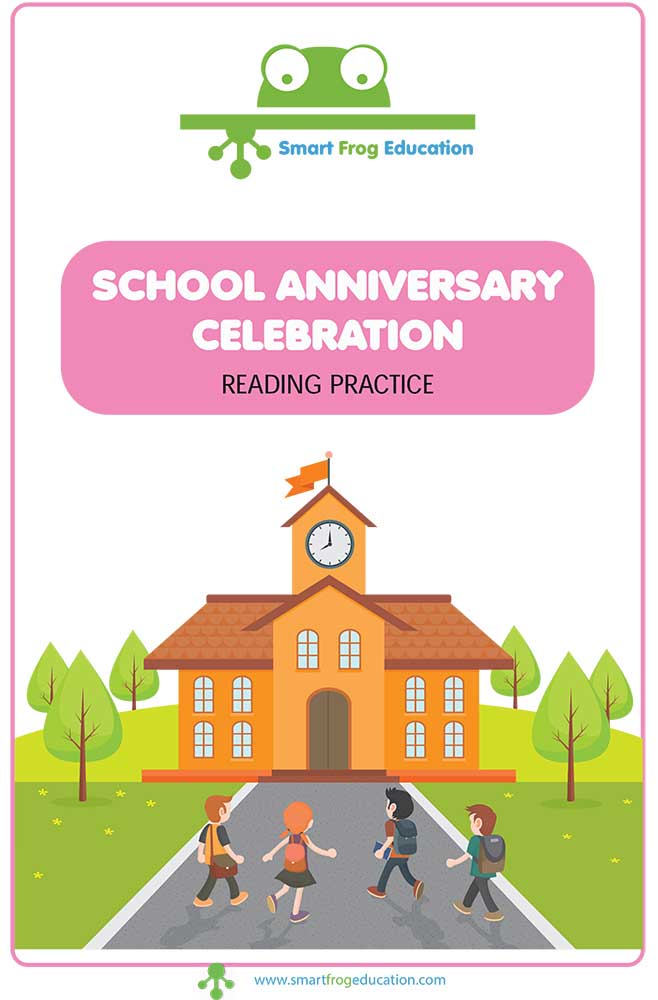 Smart Frog Education
SCHOOL ANNIVERSARY
CELEBRATION
READING PRACTICE
www.smartfrogeducation.com